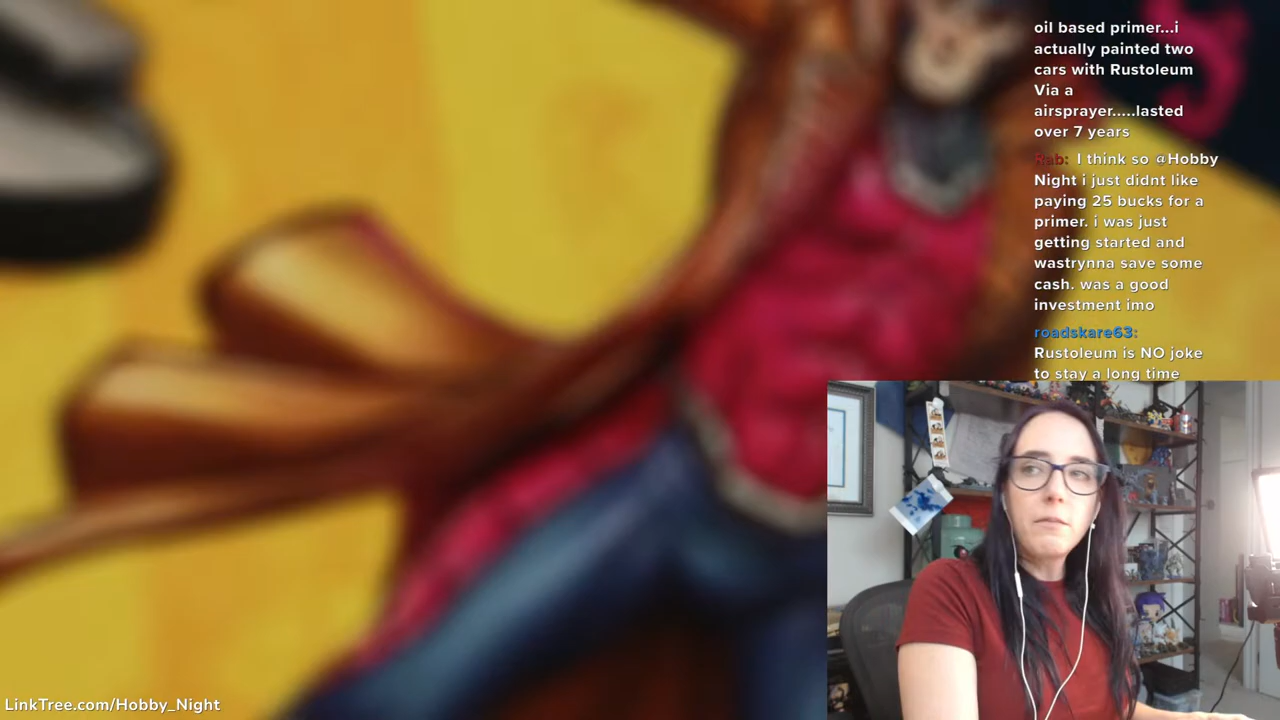 oil based primer...i
actually painted two
cars with Rustoleum
Via a
airsprayer.....lasted
over 7 years
Rab: I think so @Hobby
Night i just didnt like
paying 25 bucks for a
primer. i was just
getting started and
wastrynna save some
cash. was a good
investment imo
roadskare63:
Rustoleum is NO joke
to stay a long time
LinkTree.com/Hobby_Night